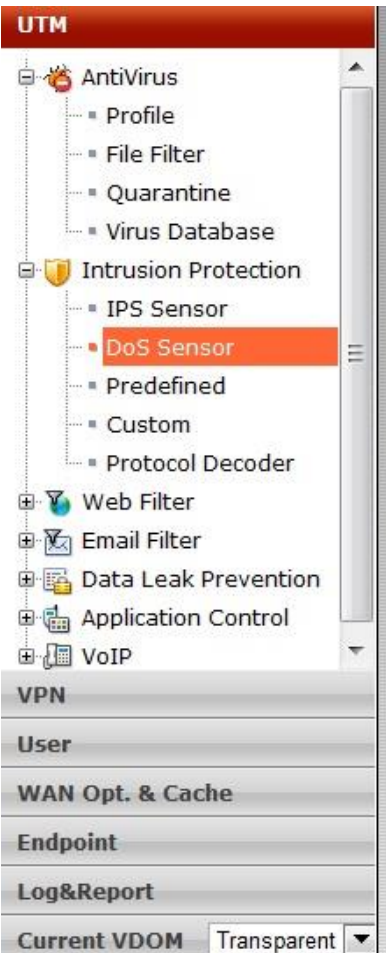 UTM
AntiVirus
Profile
File Filter
Quarantine
Virus Database
Intrusion Protection
IPS Sensor
DoS Sensor
Predefined
Custom
Protocol Decoder
Web Filter
Email Filter
Data Leak Prevention
Application Control
VoIP
VPN
User
WAN Opt. & Cache
Endpoint
Log&Report
Current VDOM Transparent